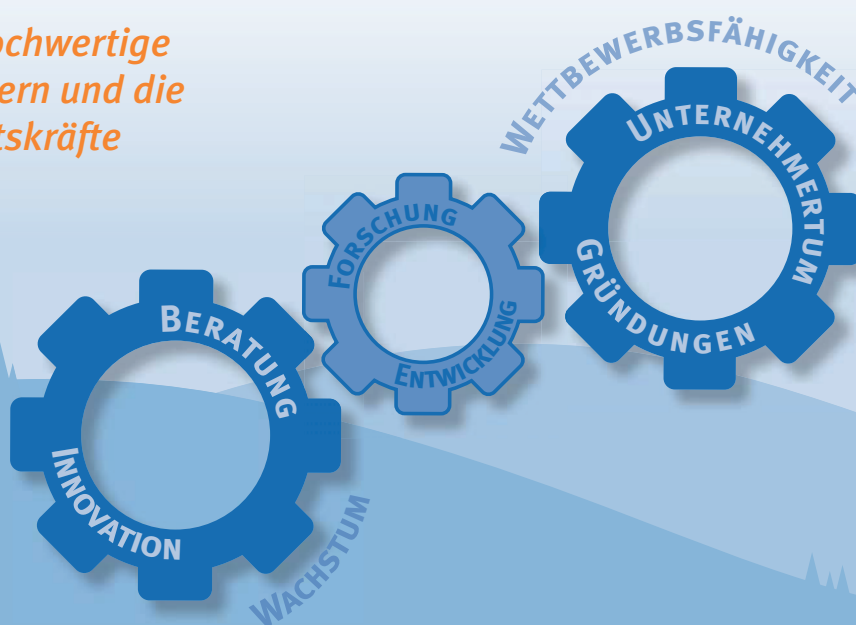 ochwertige
ern und die
tskräfte
WETTBEWERBSFÄHIGKEIT
UNTERNEHMERTUM
GRÜNDUNGEN
FORSCHUNG
ENTWICKLUNG
BERATUNG
INNOVATION
WACHSTUM